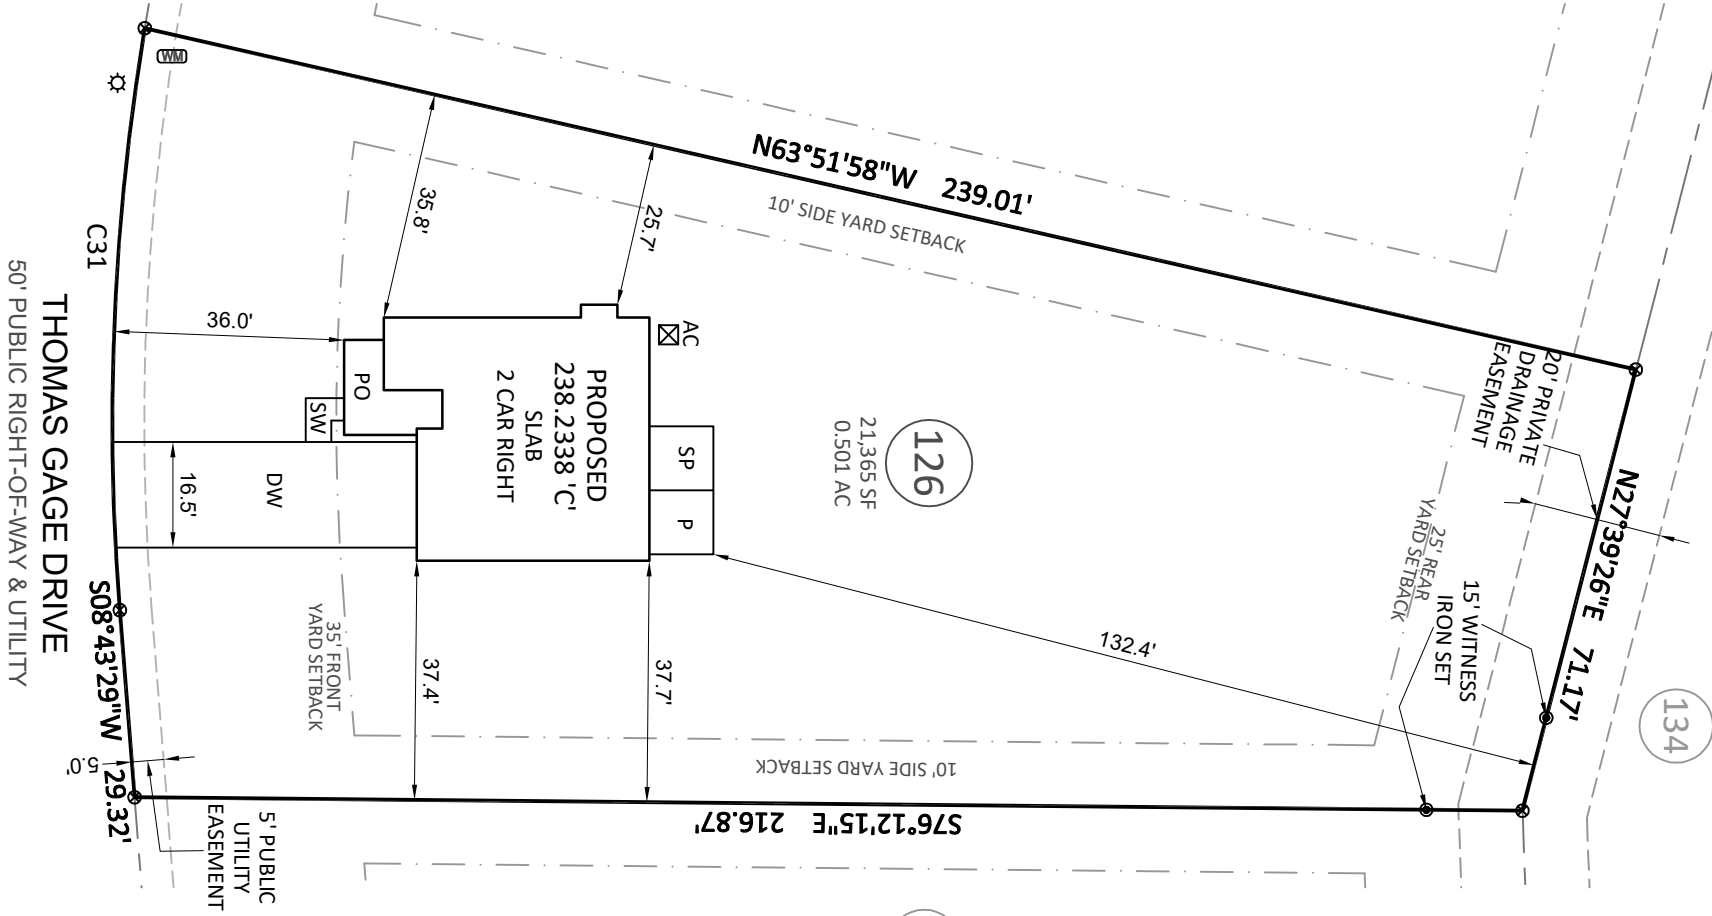 WM
N63°51'58"W 239.01'
10' SIDE YARD SETBACK
35.8'
25.7'
C31
THOMAS GAGE DRIVE
50' PUBLIC RIGHT-OF-WAY & UTILITY
36.0'
AC
PROPOSED
238.2338 'C'
SLAB
2 CAR RIGHT
PO
SW
SP
P
DW
16.5'
126
21,365 SF
0.501 AC
20' PRIVATE
DRAINAGE
EASEMENT
N27°39'26"E 71.17'
25' REAR
YARD SETBACK
15' WITNESS
IRON SET
134
132.4'
37.4'
37.7'
35' FRONT
YARD SETBACK
10' SIDE YARD SETBACK
S76°12'15"E 216.87'
S08°43'29"W 29.32'
5.0'
5' PUBLIC
UTILITY
EASEMENT